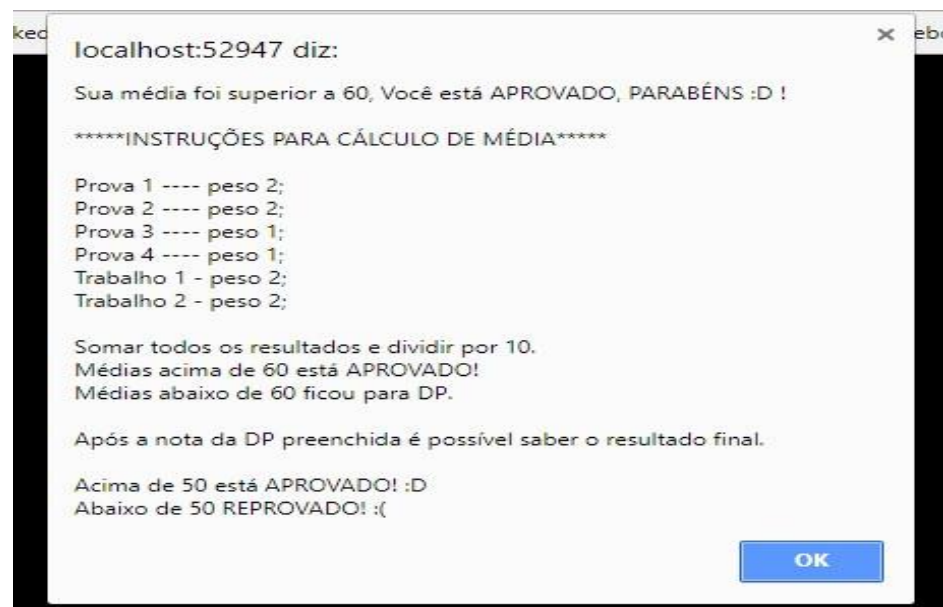 localhost:52947 diz:
Sua média foi superior a 60, Você está APROVADO, PARABÉNS :D !
*****INSTRUÇÕES PARA CÁLCULO DE MÉDIA*****
Prova 1 ---- peso 2;
Prova 2 ---- peso 2;
Prova 3 ---- peso 1;
Prova 4 ---- peso 1;
Trabalho 1 - peso 2;
Trabalho 2 - peso 2;
Somar todos os resultados e dividir por 10.
Médias acima de 60 está APROVADO!
Médias abaixo de 60 ficou para DP.
Após a nota da DP preenchida é possível saber o resultado final.
Acima de 50 está APROVADO! :D
Abaixo de 50 REPROVADO! :(
OK